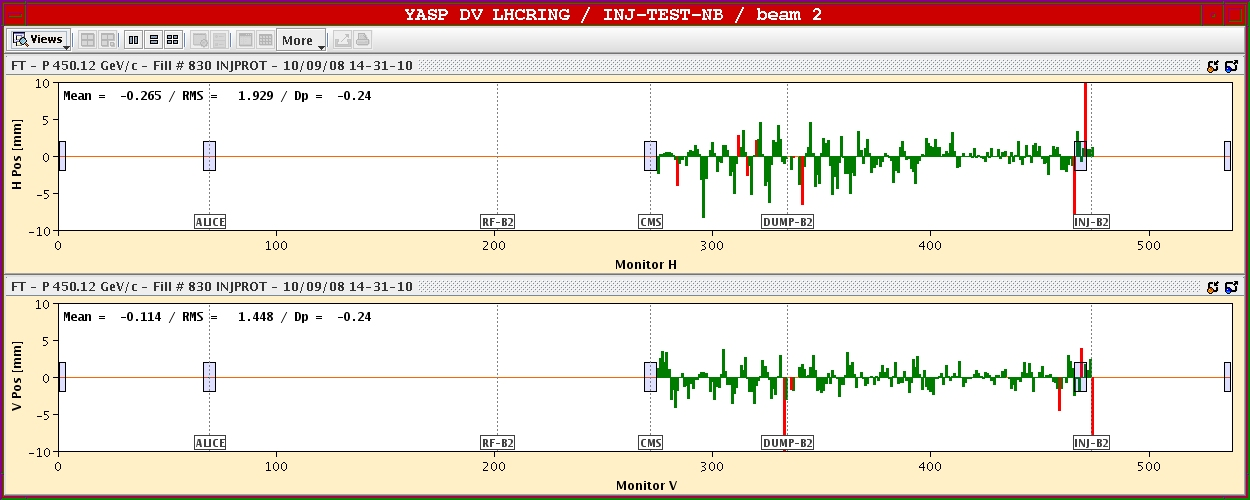 YASP DV LHCRING / INJ-TEST-NB / beam 2
Views More
FT - P 450.12 GeV/c - Fill # 830 INJPROT - 10/09/08 14-31-10
Mean = -0.265 / RMS = 1.929 / Dp = -0.24
H Pos [mm]
10
5
0
-5
-10
ALICE RF-B2 CMS DUMP-B2 INJ-B2
0 100 200 300 400 500
Monitor H
FT - P 450.12 GeV/c - Fill # 830 INJPROT - 10/09/08 14-31-10
Mean = -0.114 / RMS = 1.448 / Dp = -0.24
V Pos [mm]
10
5
0
-5
-10
ALICE RF-B2 CMS DUMP-B2 INJ-B2
0 100 200 300 400 500
Monitor V